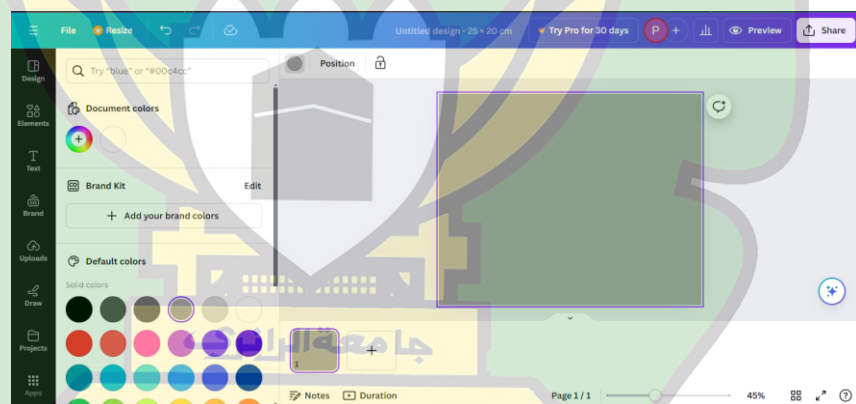 File Resize Untitled design - 25 × 20 cm Try Pro for 30 days P + Preview Share
Design
Elements
Text
Brand
Uploads
Draw
Projects
Apps
Try "blue" or "#00c4cc"
Document colors
Brand Kit Edit
+ Add your brand colors
Default colors
Solid colors
Position
1
جامعة الرانري
Notes Duration Page 1 / 1 45%